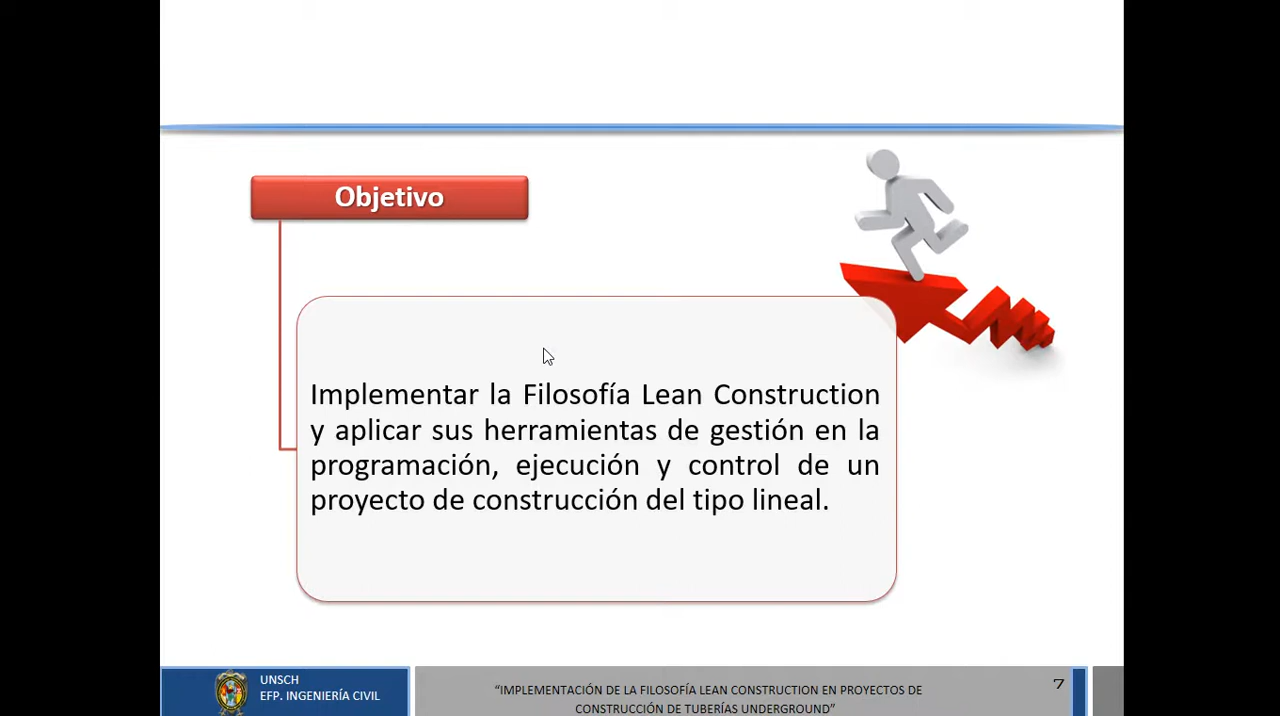 Objetivo
Implementar la Filosofía Lean Construction
y aplicar sus herramientas de gestión en la
programación, ejecución y control de un
proyecto de construcción del tipo lineal.
UNSCH
EFP. INGENIERÍA CIVIL
“IMPLEMENTACIÓN DE LA FILOSOFÍA LEAN CONSTRUCTION EN PROYECTOS DE
CONSTRUCCIÓN DE TUBERÍAS UNDERGROUND”
7